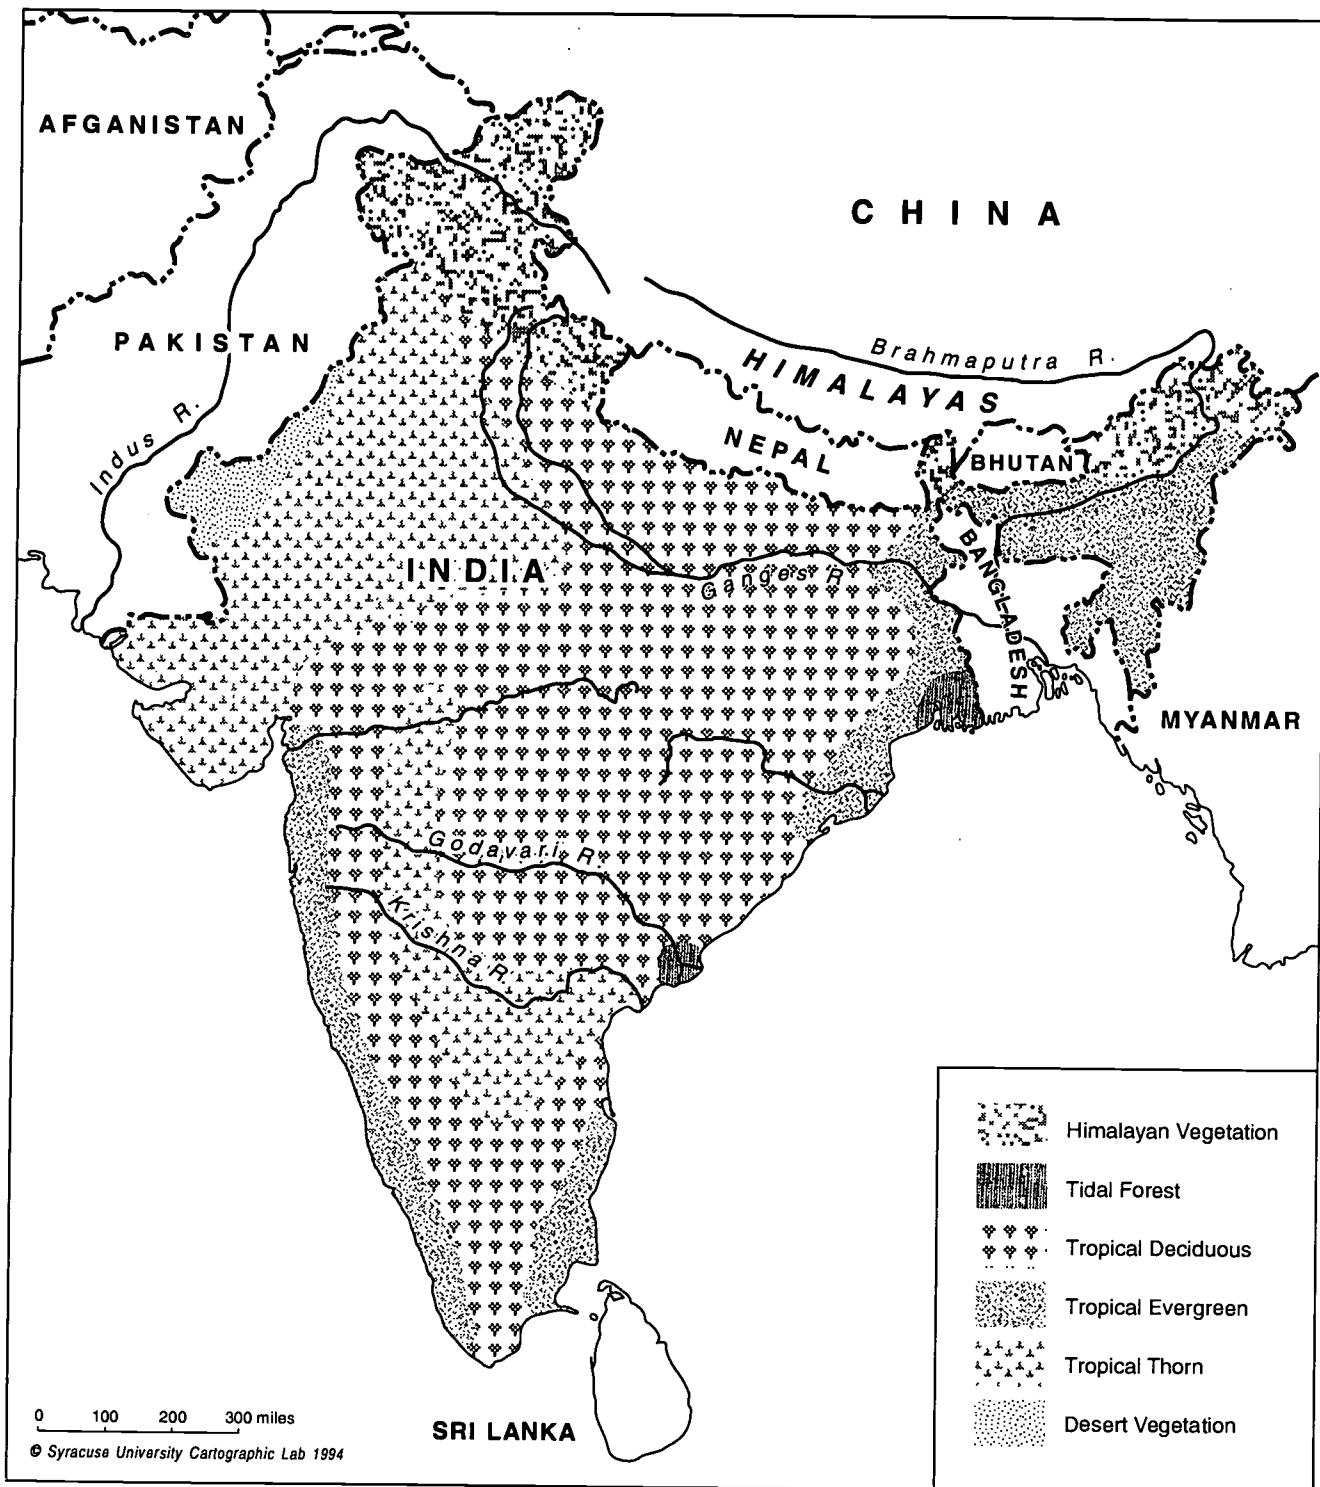 AFGANISTAN
CHINA
PAKISTAN
Indus R.
Brahmaputra R.
HIMALAYAS
NEPAL
BHUTAN
INDIA
Ganges R.
BANGLADESH
MYANMAR
Godavari R.
Krishna R.
SRI LANKA
Himalayan Vegetation
Tidal Forest
Tropical Deciduous
Tropical Evergreen
Tropical Thorn
Desert Vegetation
0 100 200 300 miles
© Syracuse University Cartographic Lab 1994